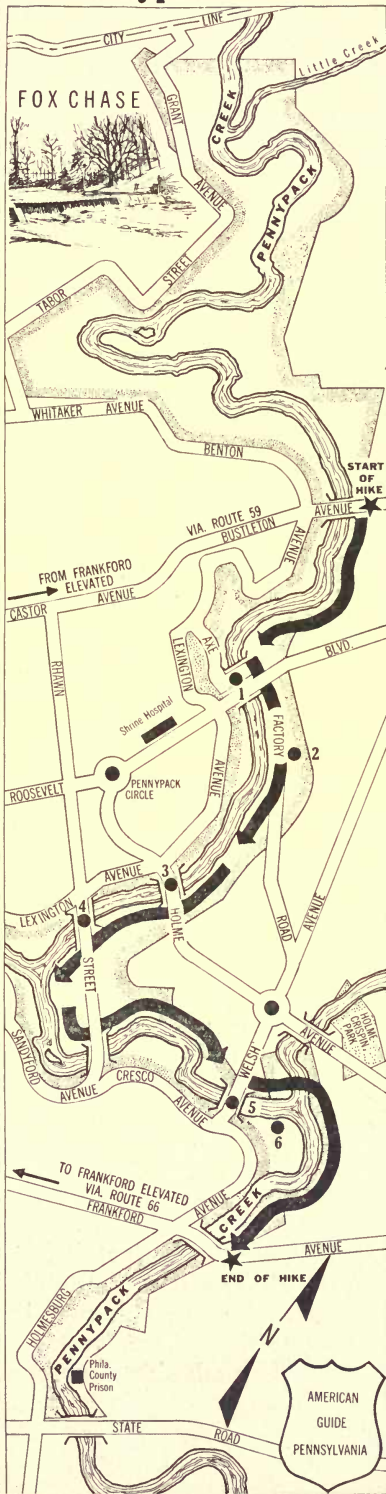 CITY LINE
Little Creek
FOX CHASE
GRANT
AVENUE
CREEK
PENNYPACK
STREET
TABOR
WHITAKER AVENUE
BENTON
AVENUE
START
OF
HIKE
AVENUE
VIA. ROUTE 59
BUSTLETON
FROM FRANKFORD
ELEVATED
CASTOR AVENUE
RHAWN
LEXINGTON
AXE
BLVD.
1
Shrine Hospital
FACTORY
2
AVENUE
ROOSEVELT
PENNYPACK
CIRCLE
3
LEXINGTON AVENUE
4
HOLME
ROAD
AVENUE
STREET
AVENUE
HOLME
CRISPIN
PARK
SANDYFORD
AVENUE
CRESCO
AVENUE
WELSH
5
6
TO FRANKFORD ELEVATED
VIA. ROUTE 66
FRANKFORD
AVENUE
CREEK
AVENUE
END OF HIKE
HOLMESBURG
PENNYPACK
N
Phila.
County
Prison
STATE
ROAD
AMERICAN
GUIDE
PENNSYLVANIA